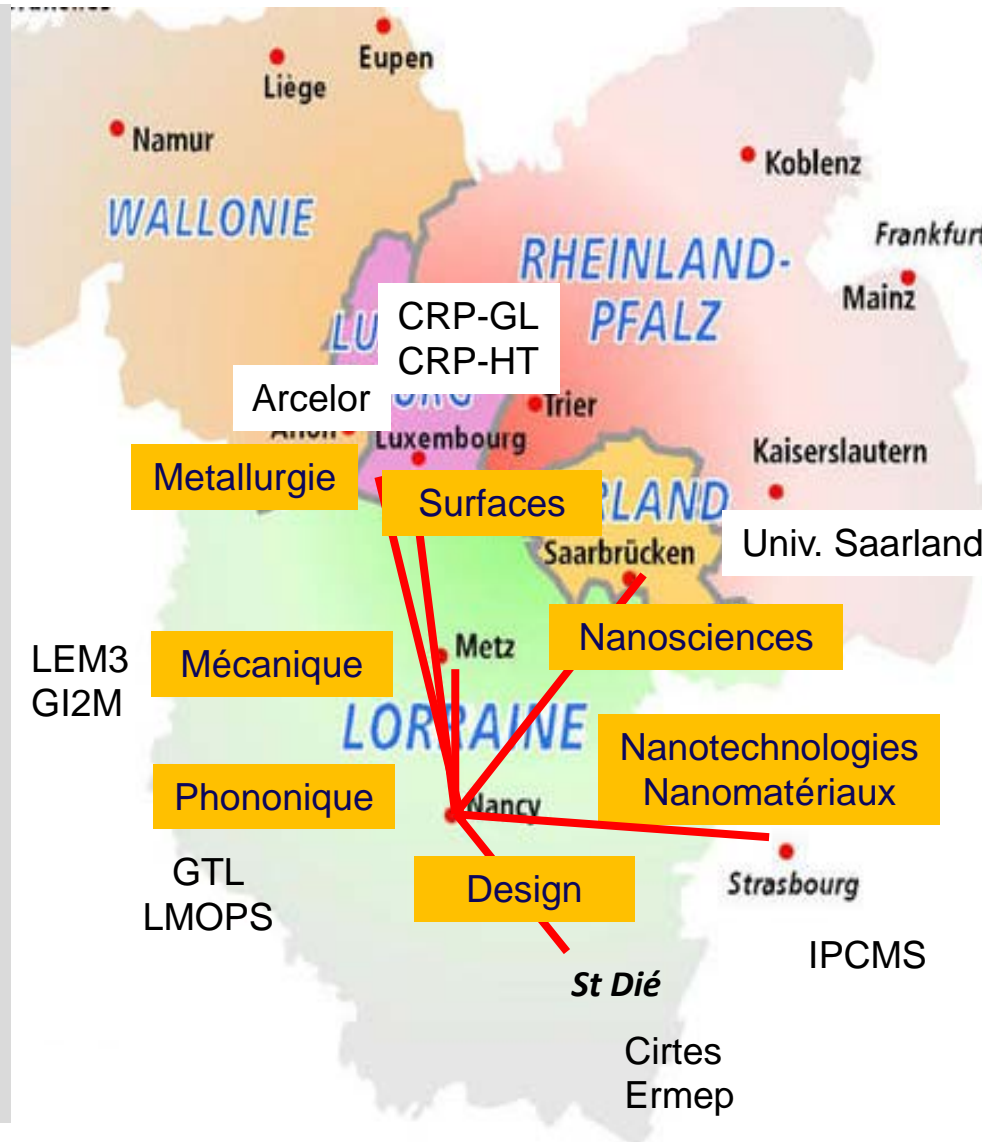 Eupen
Liège
Namur
Koblenz
WALLONIE
Frankfurt
RHEINLAND-
PFALZ
Mainz
CRP-GL
CRP-HT
Arcelor
Trier
Luxembourg
Kaiserslautern
Metallurgie
Surfaces
Saarbrücken
Univ. Saarland
Nanosciences
Metz
LEM3
GI2M
Mécanique
LORRAINE
Nanotechnologies
Nanomatériaux
Phononique
Nancy
GTL
LMOPS
Design
Strasbourg
IPCMS
St Dié
Cirtes
Ermep